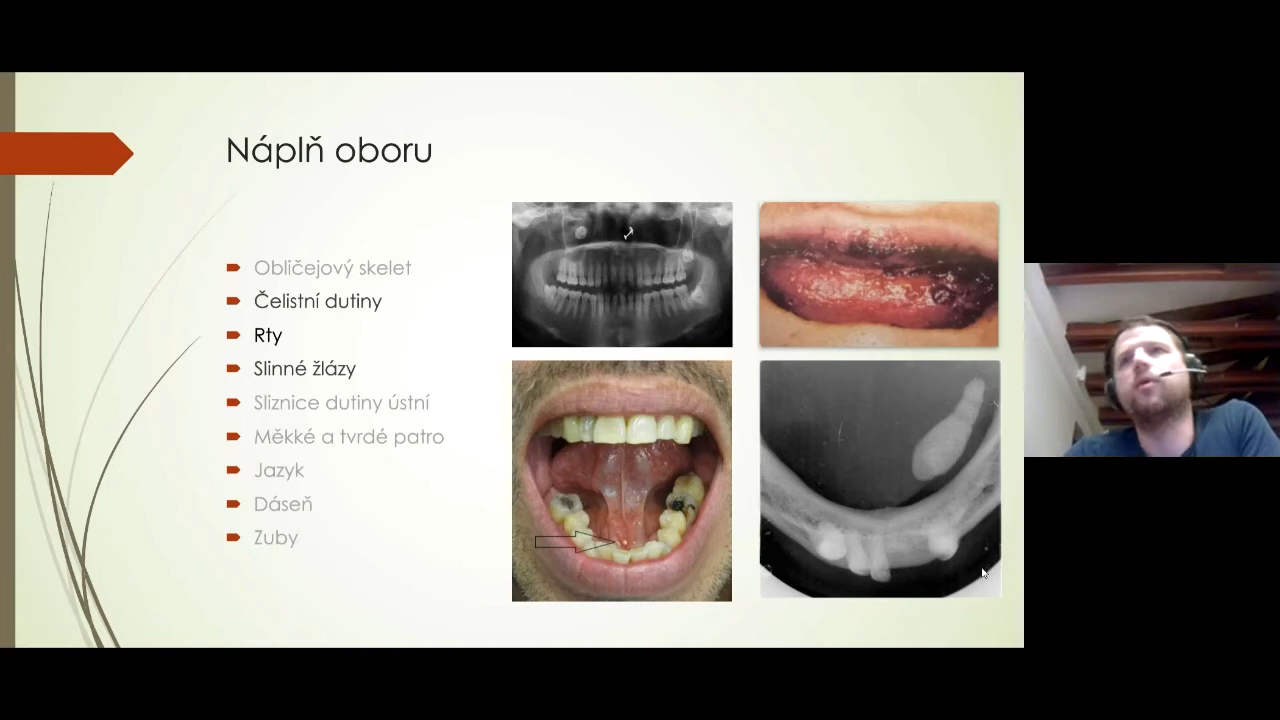 Náplň oboru
Obličejový skelet
Čelistní dutiny
Rty
Slinné žlázy
Sliznice dutiny ústní
Měkké a tvrdé patro
Jazyk
Dáseň
Zuby